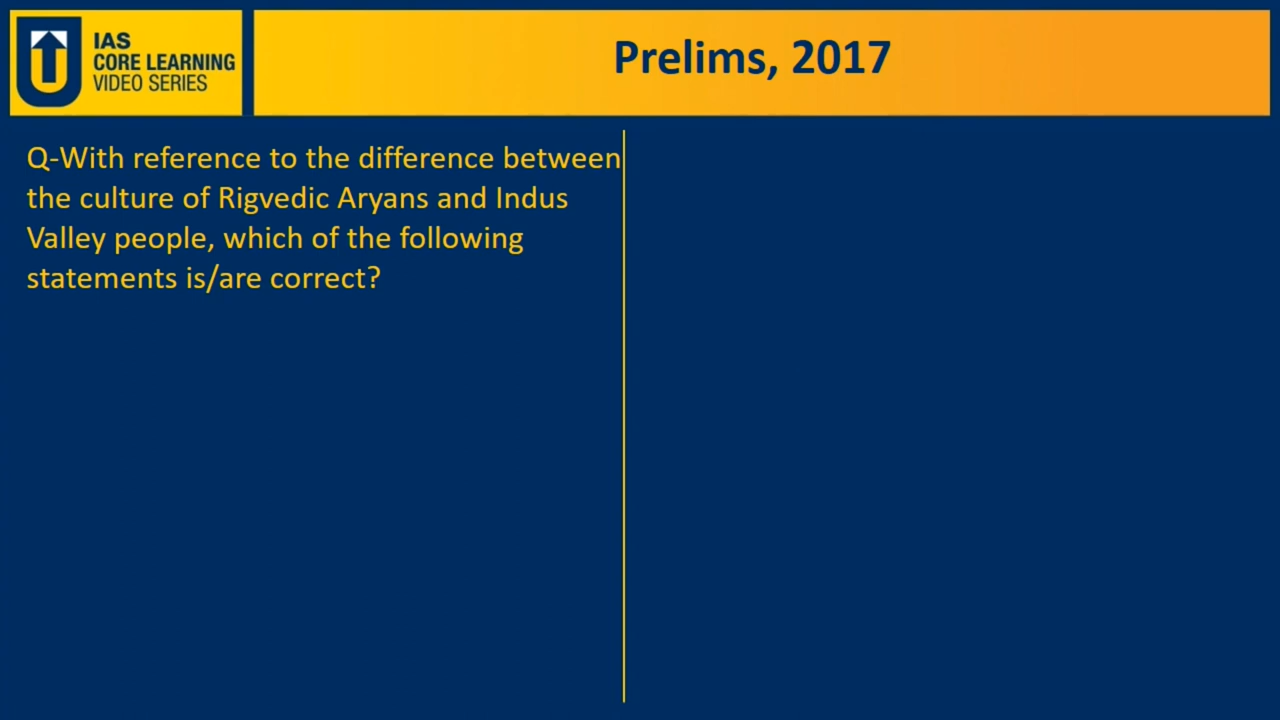 IAS
CORE LEARNING
VIDEO SERIES
Prelims, 2017
Q-With reference to the difference between
the culture of Rigvedic Aryans and Indus
Valley people, which of the following
statements is/are correct?